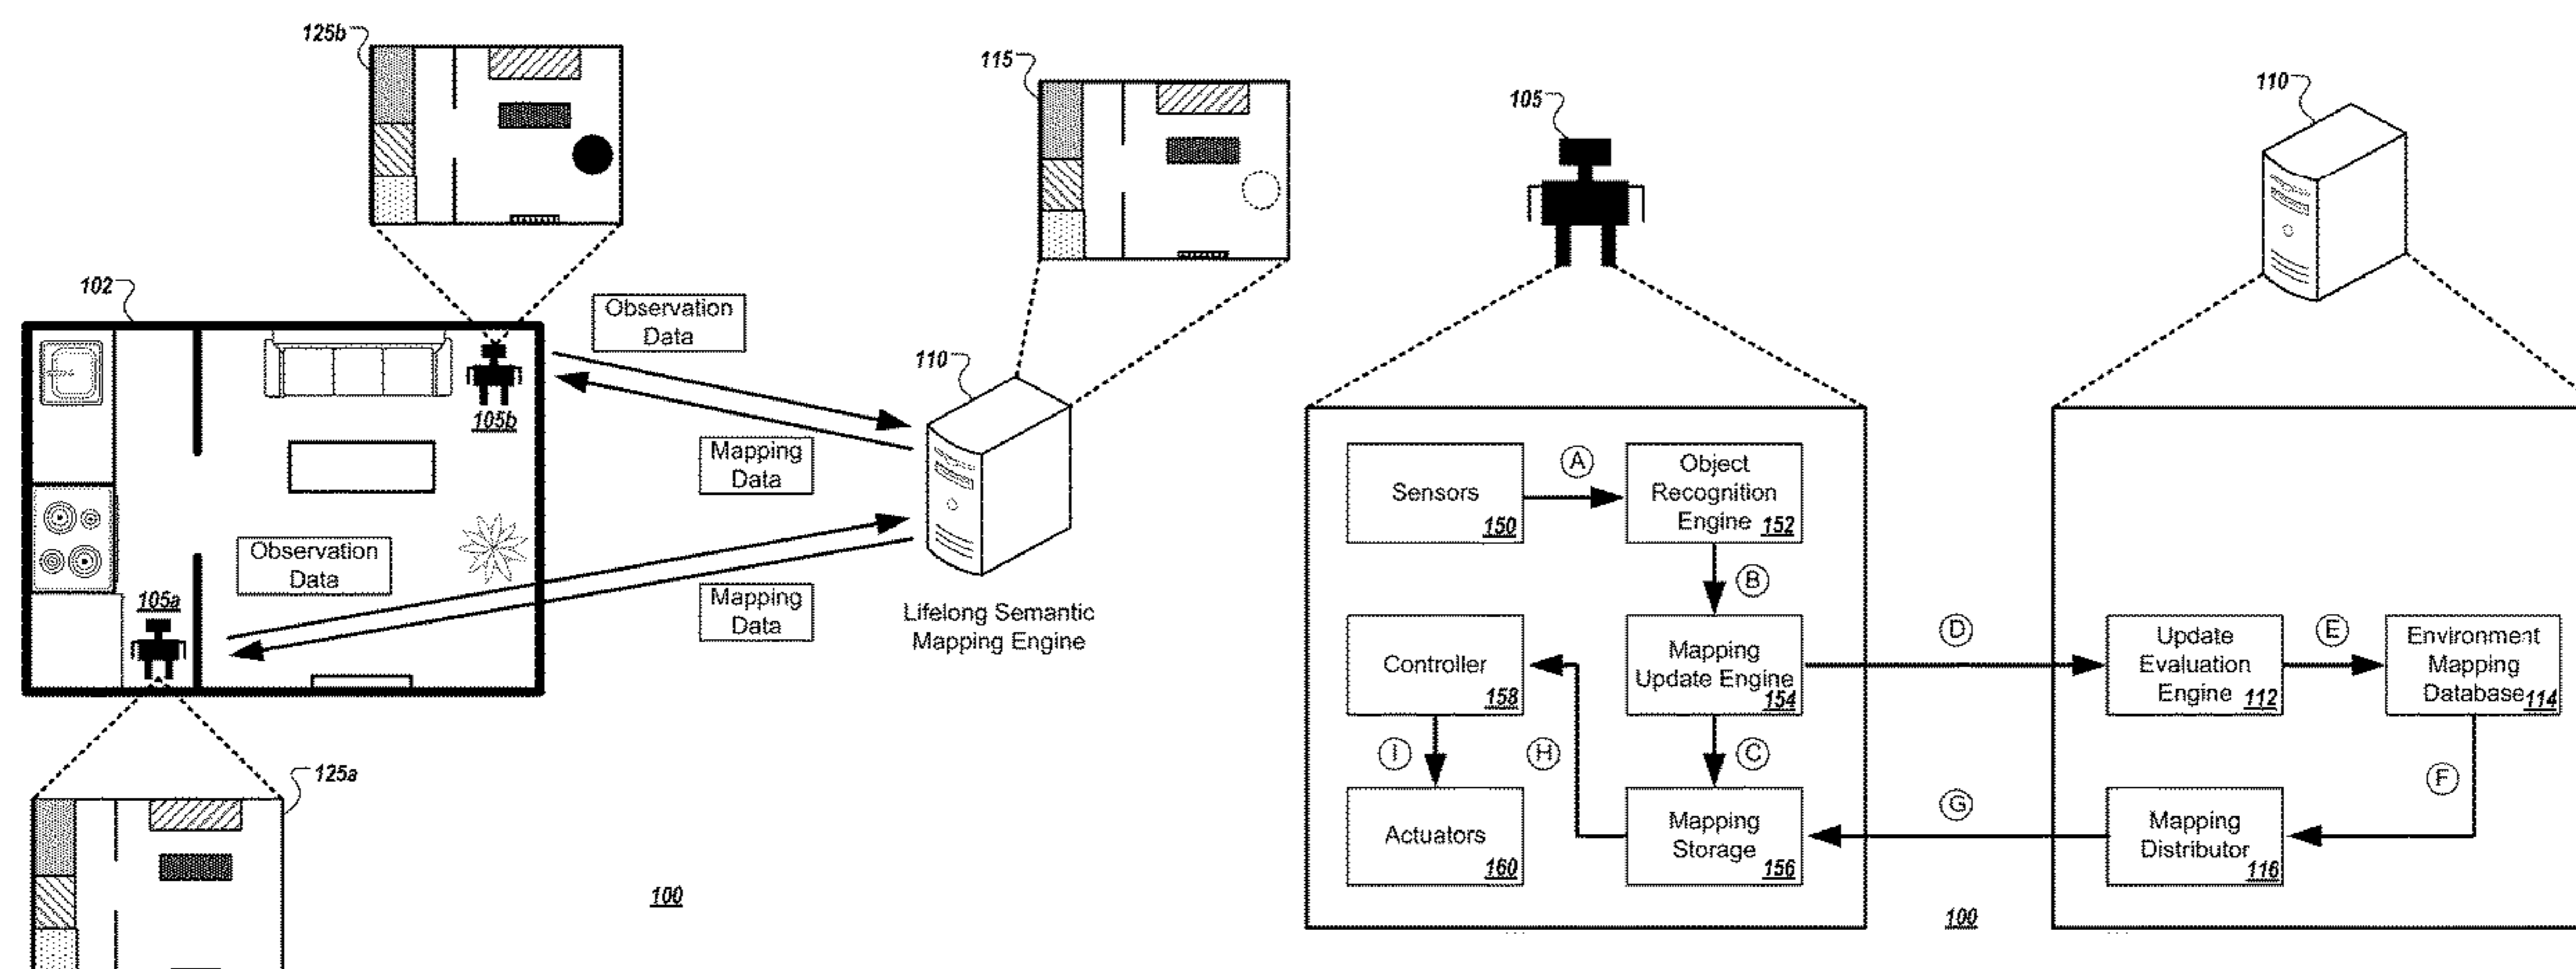 125b
115
102
105b
Observation
Data
110
Mapping
Data
Observation
Data
105a
Mapping
Data
Lifelong Semantic
Mapping Engine
125a
100
105
110
Sensors
150
A
Object
Recognition
Engine 152
B
Controller
158
Mapping
Update Engine
154
D
Update
Evaluation
Engine 112
E
Environment
Mapping
Database 114
I
H
C
G
F
Actuators
160
Mapping
Storage
156
Mapping
Distributor
116
100